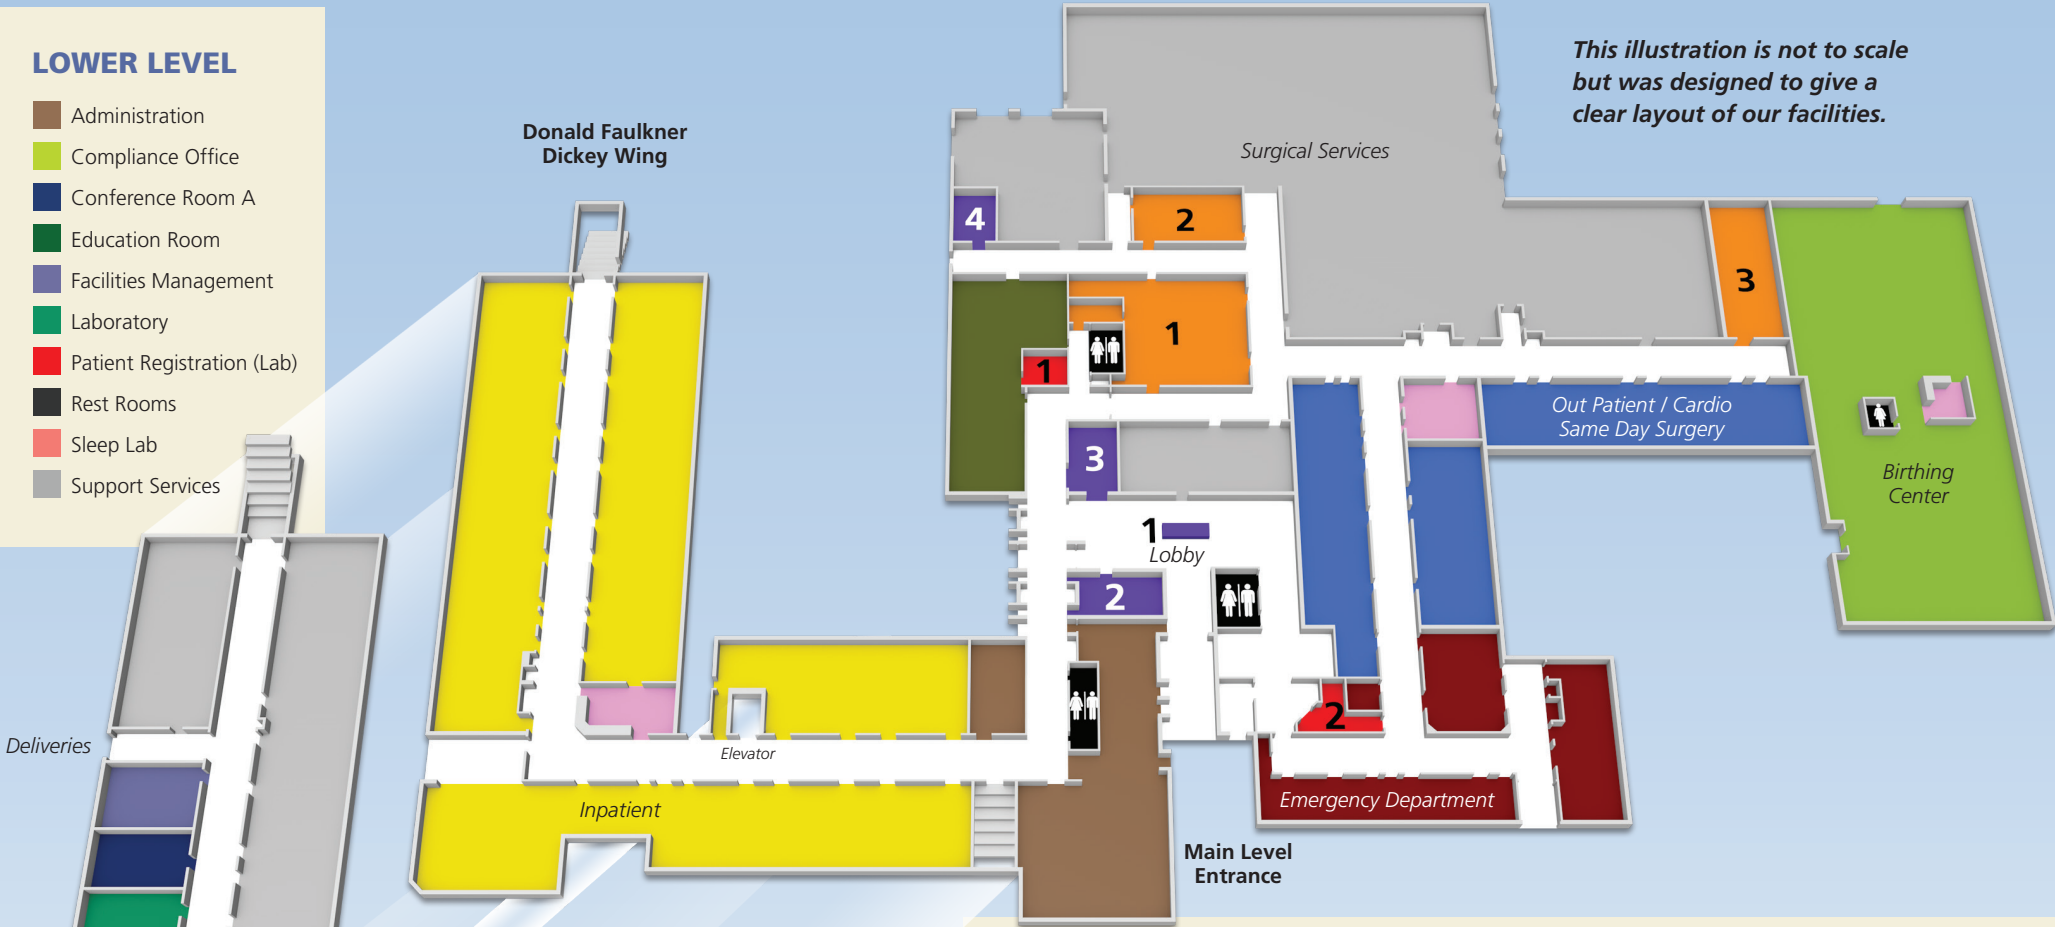 LOWER LEVEL
Administration
Compliance Office
Conference Room A
Education Room
Facilities Management
Laboratory
Patient Registration (Lab)
Rest Rooms
Sleep Lab
Support Services
Donald Faulkner
Dickey Wing
This illustration is not to scale
but was designed to give a
clear layout of our facilities.
Surgical Services
4
2
3
1
1
Out Patient / Cardio
Same Day Surgery
3
Birthing
Center
1
Lobby
2
2
Deliveries
Elevator
Inpatient
Emergency Department
Main Level
Entrance